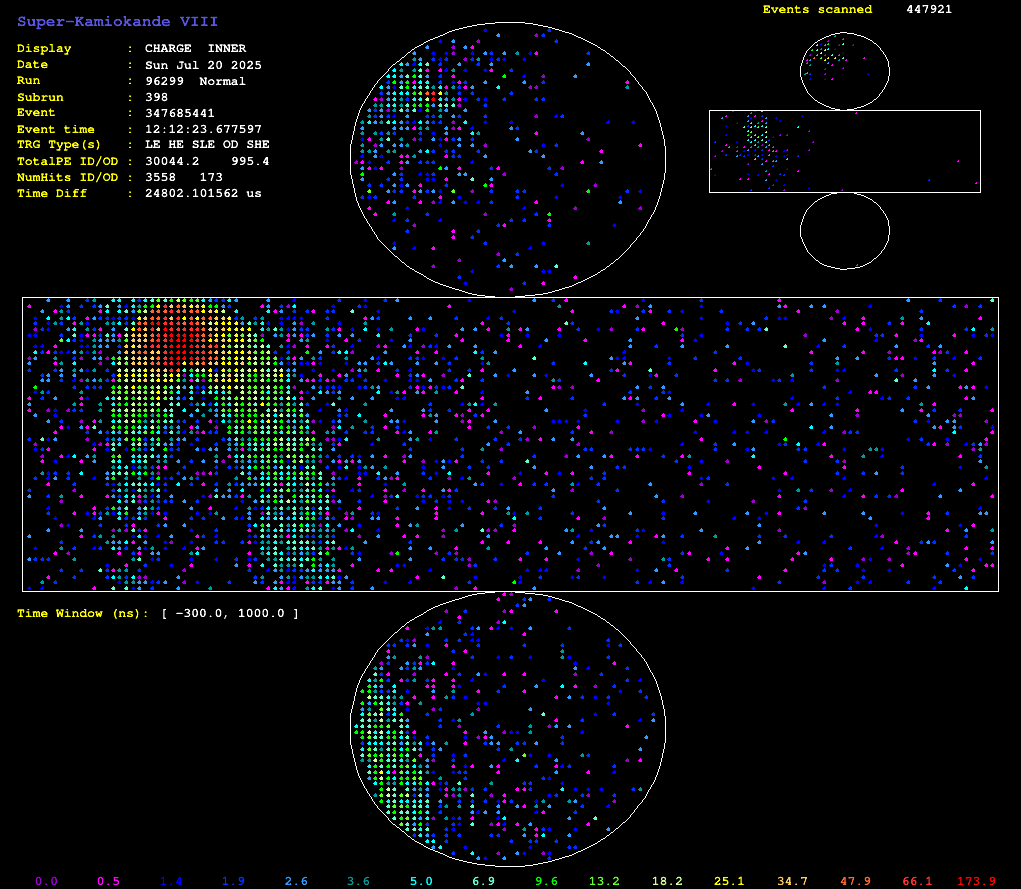 Super-Kamiokande VIII
Events scanned 447921
Display : CHARGE INNER
Date : Sun Jul 20 2025
Run : 96299 Normal
Subrun : 398
Event : 347685441
Event time : 12:12:23.677597
TRG Type(s) : LE HE SLE OD SHE
TotalPE ID/OD : 30044.2 995.4
NumHits ID/OD : 3558 173
Time Diff : 24802.101562 us
Time Window (ns): [ -300.0, 1000.0 ]
0.0 0.5 1.4 1.9 2.6 3.6 5.0 6.9 9.6 13.2 18.2 25.1 34.7 47.9 66.1 173.9